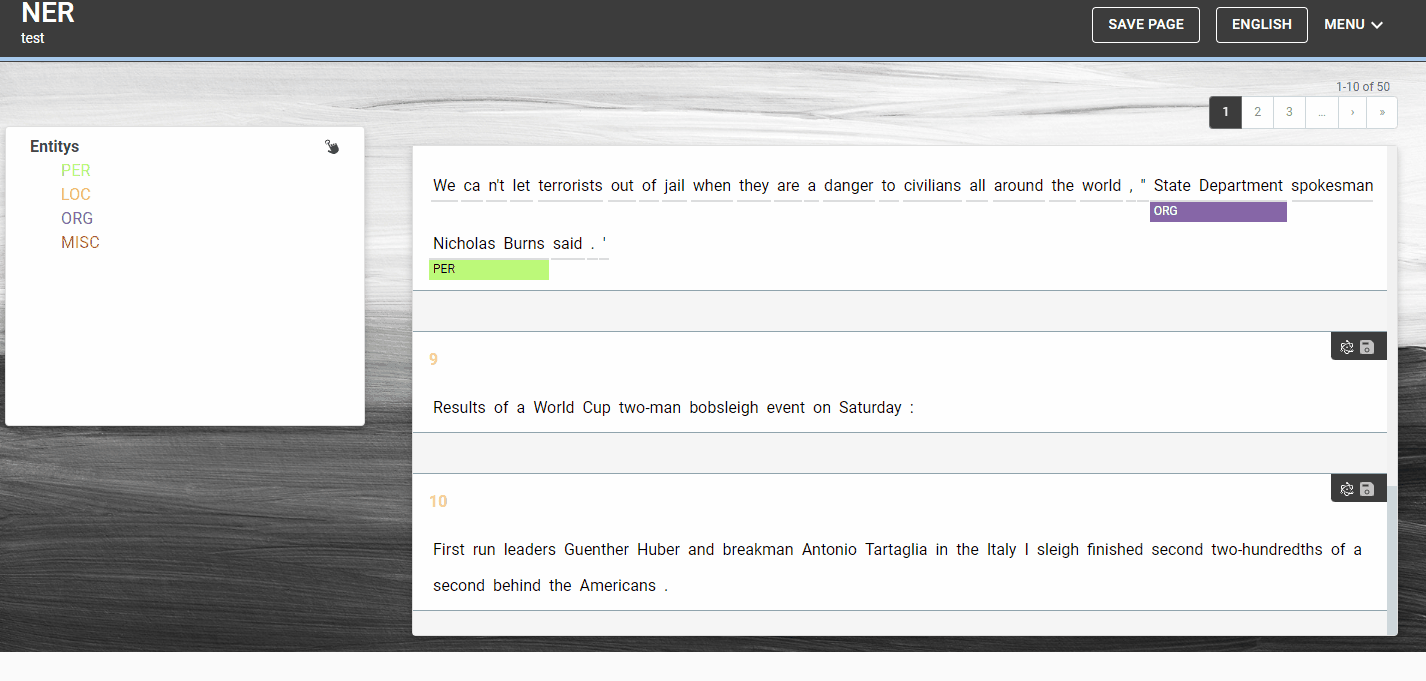 NER
test
SAVE PAGE
ENGLISH
MENU
1-10 of 50
1 2 3 ... › »
Entitys
PER
LOC
ORG
MISC
We ca n't let terrorists out of jail when they are a danger to civilians all around the world , " State Department spokesman
ORG
Nicholas Burns said . '
PER
9
Results of a World Cup two-man bobsleigh event on Saturday :
10
First run leaders Guenther Huber and breakman Antonio Tartaglia in the Italy I sleigh finished second two-hundredths of a
second behind the Americans .